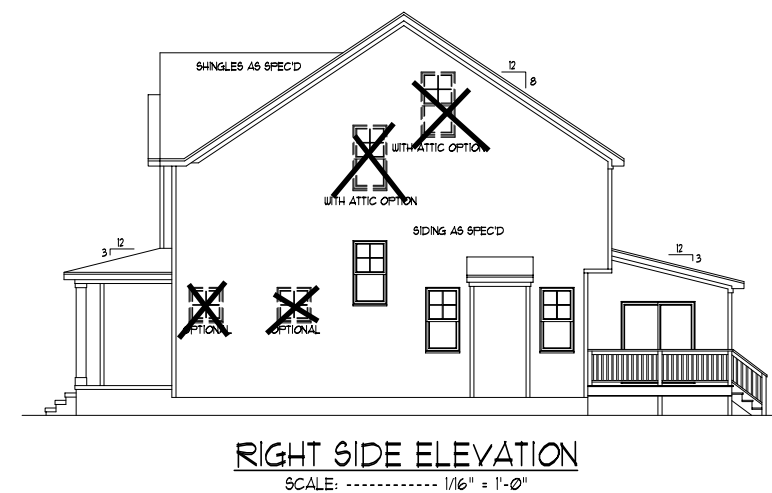 SHINGLES AS SPEC'D
12
8
WITH ATTIC OPTION
WITH ATTIC OPTION
SIDING AS SPEC'D
12
3
12
3
OPTIONAL
OPTIONAL
RIGHT SIDE ELEVATION
SCALE: ------------ 1/16" = 1'-0"